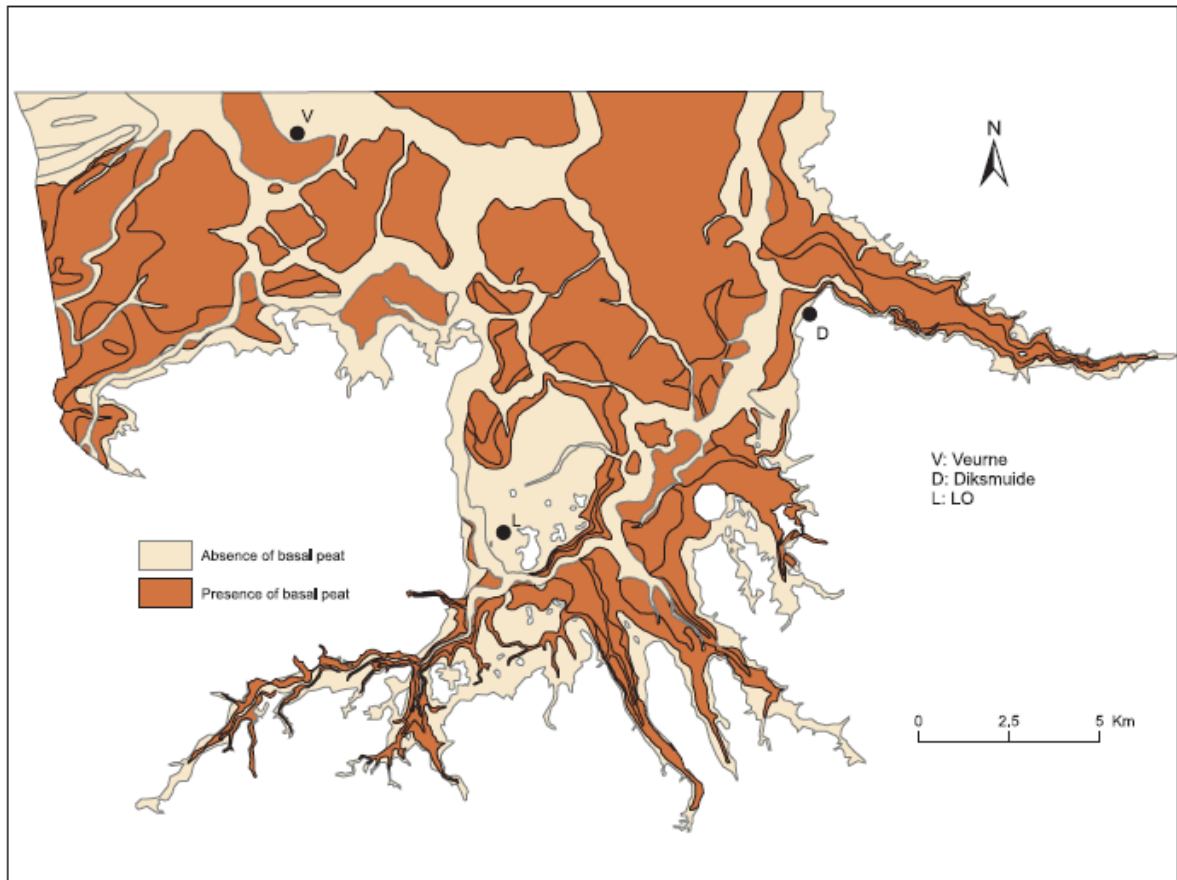 V
N
D
V: Veurne
D: Diksmuide
L: LO
L
Absence of basal peat
Presence of basal peat
0 2,5 5 Km